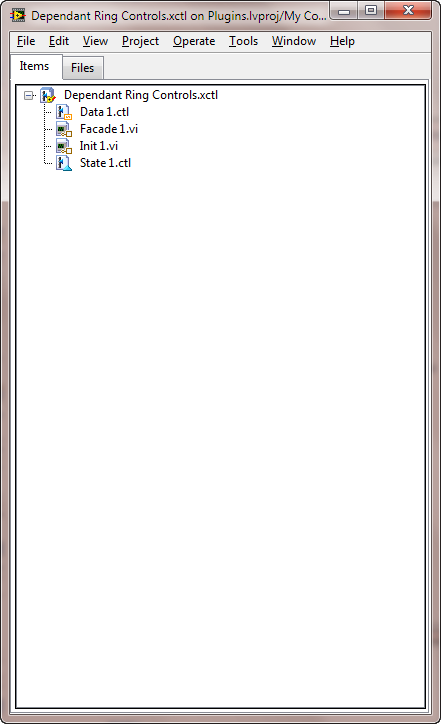 Dependant Ring Controls.xctl on Plugins.lvproj/My Co...
File Edit View Project Operate Tools Window Help
Items Files
Dependant Ring Controls.xctl
Data 1.ctl
Facade 1.vi
Init 1.vi
State 1.ctl